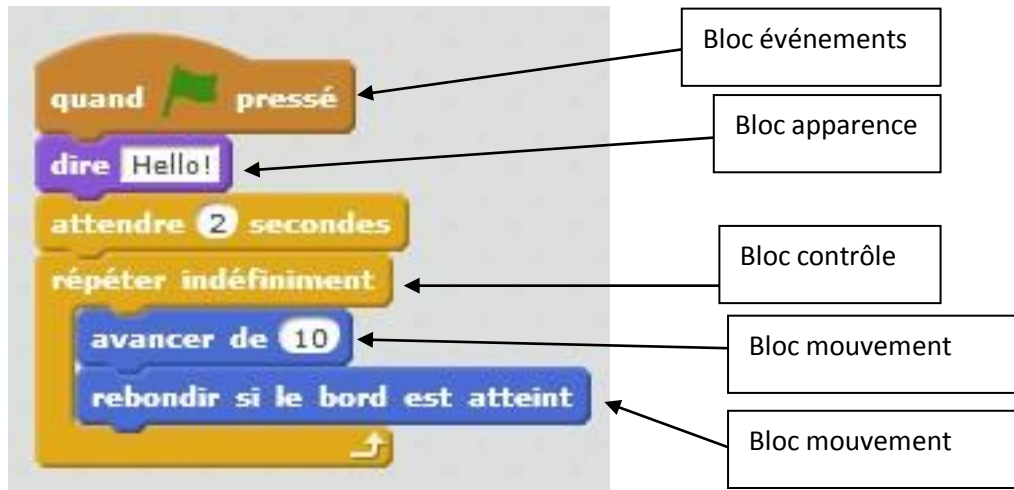 Bloc événements
quand pressé
Bloc apparence
dire Hello!
attendre 2 secondes
Bloc contrôle
répéter indéfiniment
avancer de 10
Bloc mouvement
rebondir si le bord est atteint
Bloc mouvement